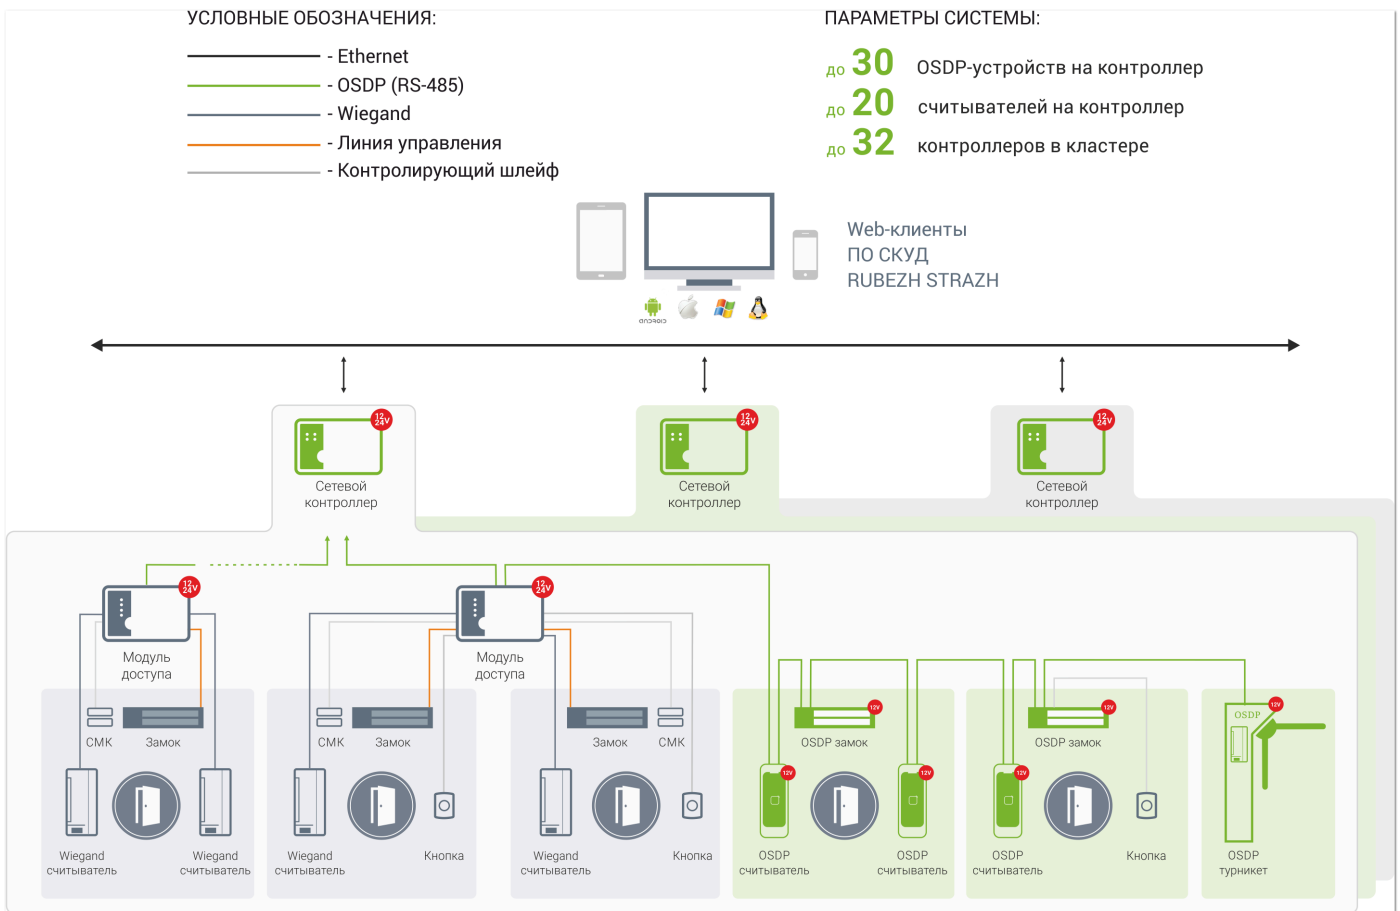 УСЛОВНЫЕ ОБОЗНАЧЕНИЯ:
- Ethernet
- OSDP (RS-485)
- Wiegand
- Линия управления
- Контролирующий шлейф
ПАРАМЕТРЫ СИСТЕМЫ:
до 30 OSDP-устройств на контроллер
до 20 считывателей на контроллер
до 32 контроллеров в кластере
Web-клиенты
ПО СКУД
RUBEZH STRAZH
ANDROID
12 24V
Сетевой
контроллер
12 24V
Сетевой
контроллер
12 24V
Сетевой
контроллер
12 24V
Модуль
доступа
12 24V
Модуль
доступа
СМК
Замок
Wiegand
считыватель
Wiegand
считыватель
СМК
Замок
Wiegand
считыватель
Кнопка
Замок
СМК
Wiegand
считыватель
Кнопка
12V
OSDP замок
12V
12V
OSDP
считыватель
OSDP
считыватель
12V
OSDP замок
12V
OSDP
считыватель
Кнопка
12V
OSDP
OSDP
турникет